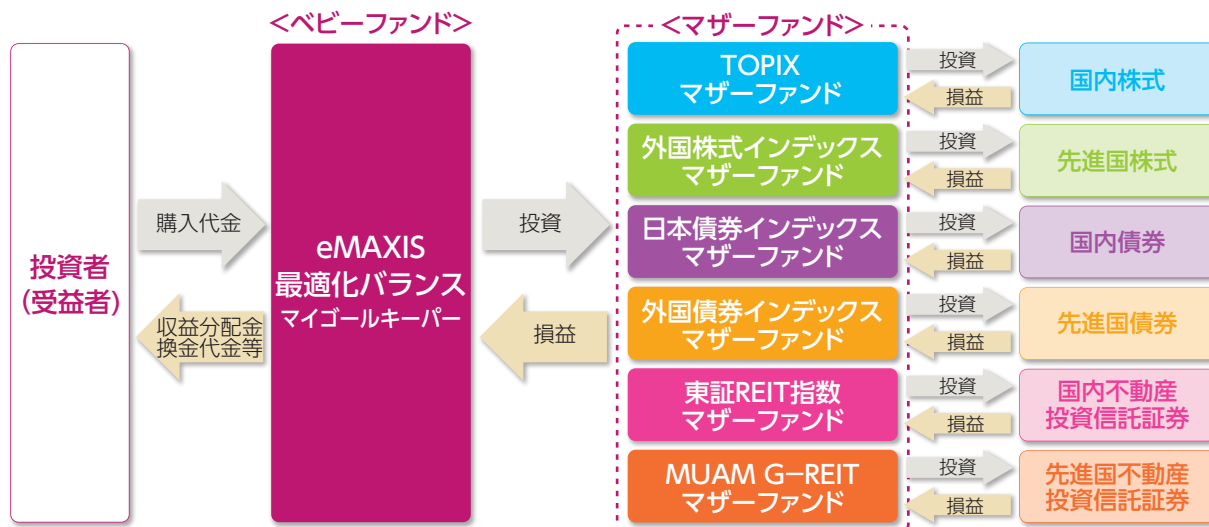 <ベビーファンド>
<マザーファンド>
投資者
(受益者)
購入代金
収益分配金
換金代金等
eMAXIS
最適化バランス
マイゴールキーパー
投資
損益
TOPIX
マザーファンド
投資
損益
国内株式
外国株式インデックス
マザーファンド
投資
損益
先進国株式
日本債券インデックス
マザーファンド
投資
損益
国内債券
外国債券インデックス
マザーファンド
投資
損益
先進国債券
東証REIT指数
マザーファンド
投資
損益
国内不動産
投資信託証券
MUAM G−REIT
マザーファンド
投資
損益
先進国不動産
投資信託証券